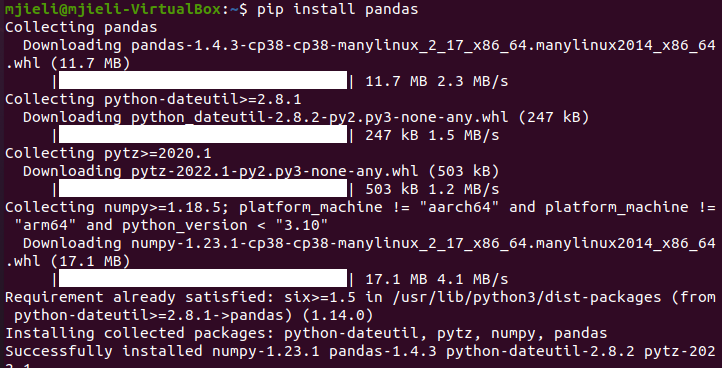 mjieli@mjieli-VirtualBox:~$ pip install pandas
Collecting pandas
  Downloading pandas-1.4.3-cp38-cp38-manylinux_2_17_x86_64.manylinux2014_x86_64
.whl (11.7 MB)
     |                                | 11.7 MB 2.3 MB/s
Collecting python-dateutil>=2.8.1
  Downloading python_dateutil-2.8.2-py2.py3-none-any.whl (247 kB)
     |                                | 247 kB 1.5 MB/s
Collecting pytz>=2020.1
  Downloading pytz-2022.1-py2.py3-none-any.whl (503 kB)
     |                                | 503 kB 1.2 MB/s
Collecting numpy>=1.18.5; platform_machine != "aarch64" and platform_machine !=
 "arm64" and python_version < "3.10"
  Downloading numpy-1.23.1-cp38-cp38-manylinux_2_17_x86_64.manylinux2014_x86_64
.whl (17.1 MB)
     |                                | 17.1 MB 4.1 MB/s
Requirement already satisfied: six>=1.5 in /usr/lib/python3/dist-packages (from
 python-dateutil>=2.8.1->pandas) (1.14.0)
Installing collected packages: python-dateutil, pytz, numpy, pandas
Successfully installed numpy-1.23.1 pandas-1.4.3 python-dateutil-2.8.2 pytz-202
2.1